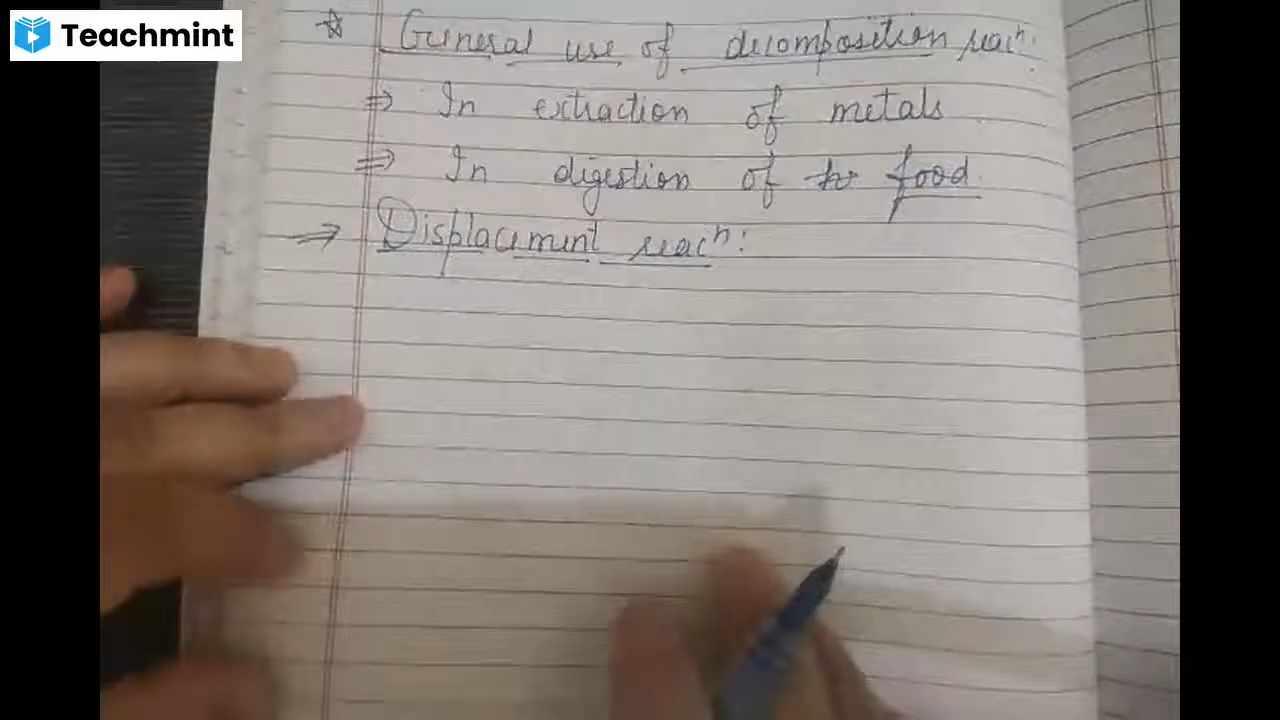 Teachmint
☆ General use of decomposition reacⁿ:
⇒ In extraction of metals
⇒ In digestion of food
⇒ Displacement reacⁿ: